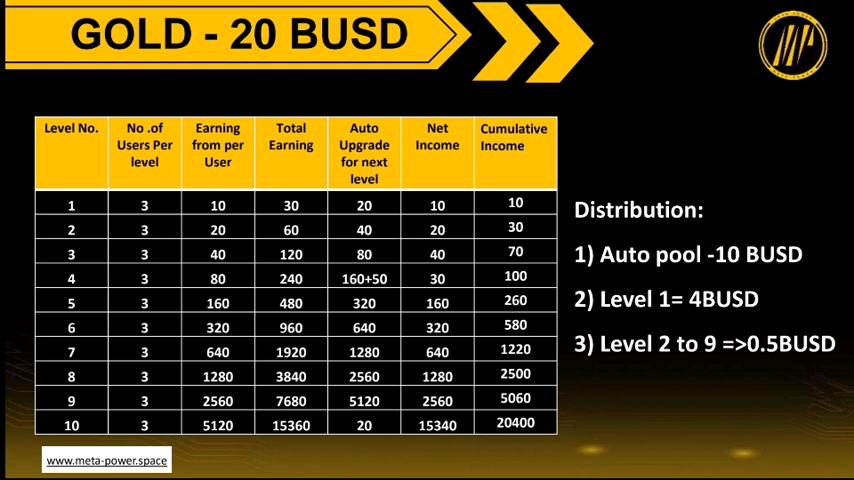 GOLD - 20 BUSD
Level No. No .of Users Per level Earning from per User Total Earning Auto Upgrade for next level Net Income Cumulative Income
1 3 10 30 20 10 10
2 3 20 60 40 20 30
3 3 40 120 80 40 70
4 3 80 240 160+50 30 100
5 3 160 480 320 160 260
6 3 320 960 640 320 580
7 3 640 1920 1280 640 1220
8 3 1280 3840 2560 1280 2500
9 3 2560 7680 5120 2560 5060
10 3 5120 15360 20 15340 20400
Distribution:
1) Auto pool -10 BUSD
2) Level 1= 4BUSD
3) Level 2 to 9 =>0.5BUSD
www.meta-power.space